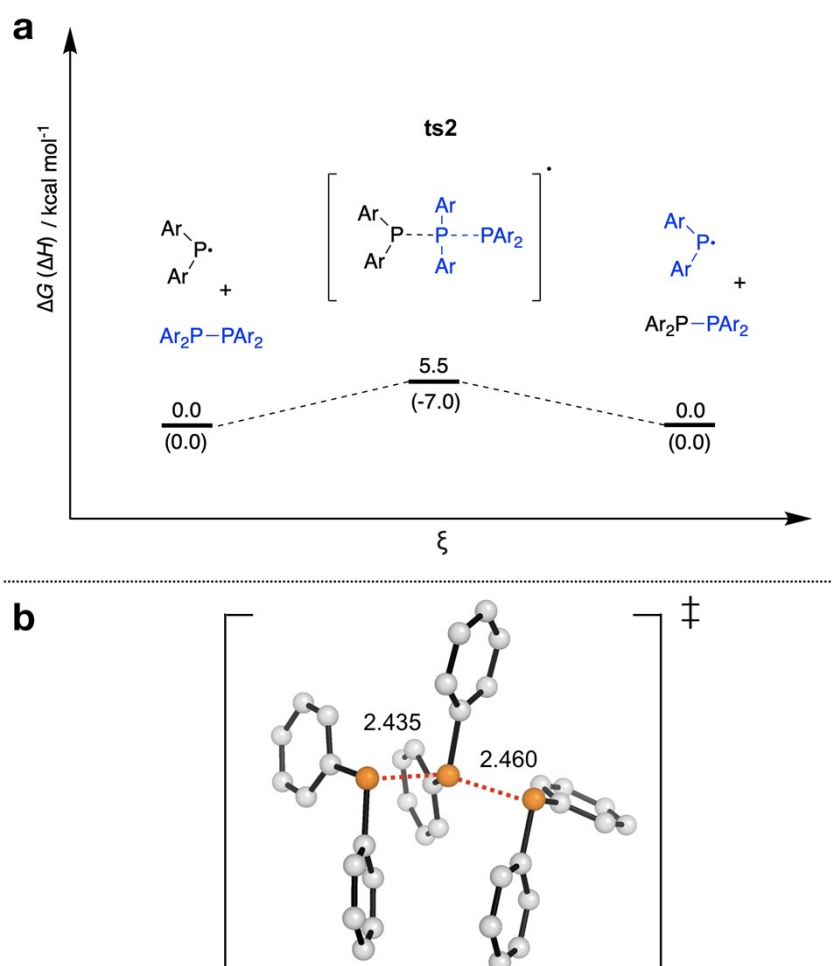 a
ΔG (ΔH) / kcal mol⁻¹
ts2
Ar
P•
Ar
+
Ar₂P–PAr₂
Ar
P
Ar
Ar
P
Ar
PAr₂
•
Ar
P•
Ar
+
Ar₂P–PAr₂
0.0
(0.0)
5.5
(-7.0)
0.0
(0.0)
ξ
b
‡
2.435
2.460